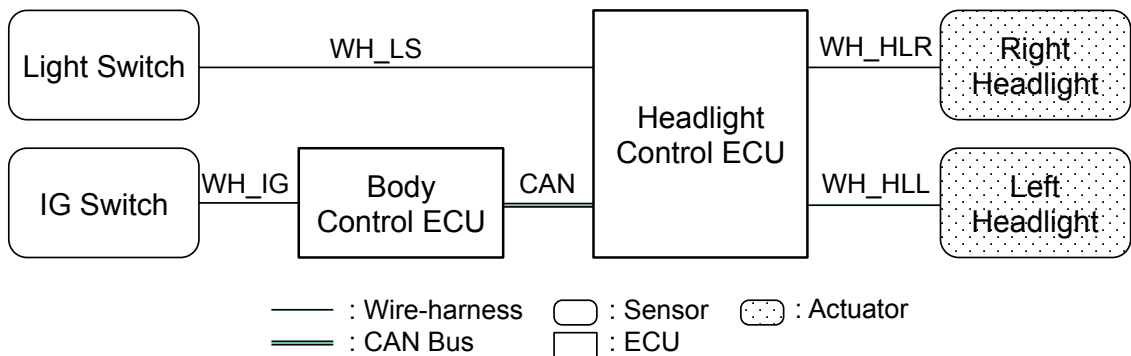 Light Switch
WH_LS
Headlight
Control ECU
WH_HLR
Right
Headlight
IG Switch
WH_IG
Body
Control ECU
CAN
WH_HLL
Left
Headlight
: Wire-harness
: Sensor
: Actuator
: CAN Bus
: ECU